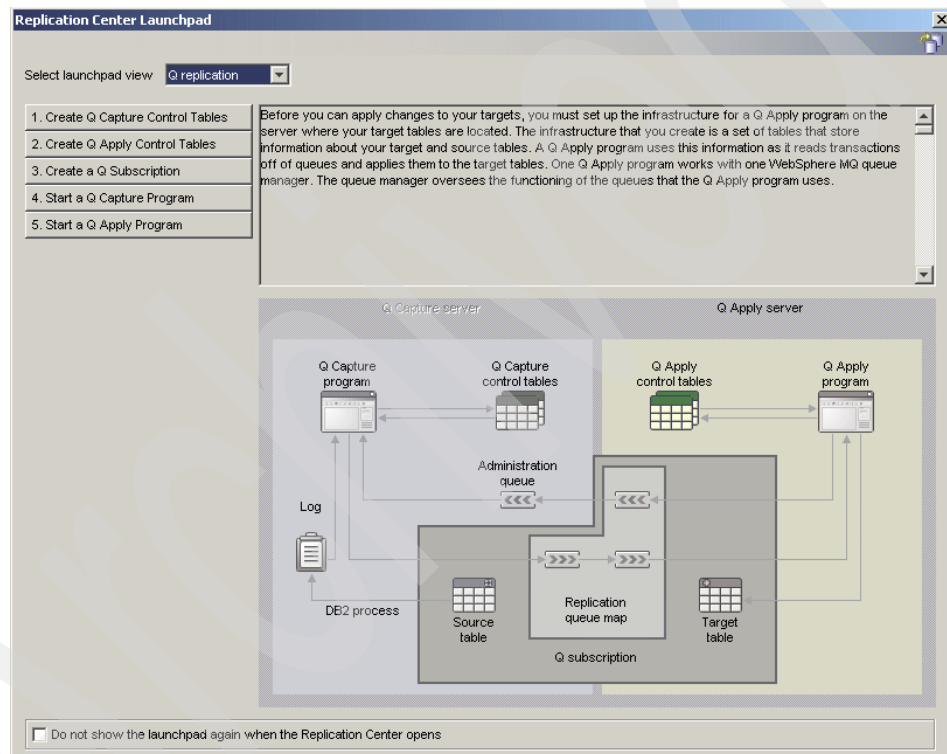 Replication Center Launchpad
Select launchpad view Q replication
1. Create Q Capture Control Tables
2. Create Q Apply Control Tables
3. Create a Q Subscription
4. Start a Q Capture Program
5. Start a Q Apply Program
Before you can apply changes to your targets, you must set up the infrastructure for a Q Apply program on the
server where your target tables are located. The infrastructure that you create is a set of tables that store
information about your target and source tables. A Q Apply program uses this information as it reads transactions
off of queues and applies them to the target tables. One Q Apply program works with one WebSphere MQ queue
manager. The queue manager oversees the functioning of the queues that the Q Apply program uses.
Q Capture server
Q Apply server
Q Capture
program
Q Capture
control tables
Q Apply
control tables
Q Apply
program
Administration
queue
Log
DB2 process
Source
table
Replication
queue map
Target
table
Q subscription
Do not show the launchpad again when the Replication Center opens